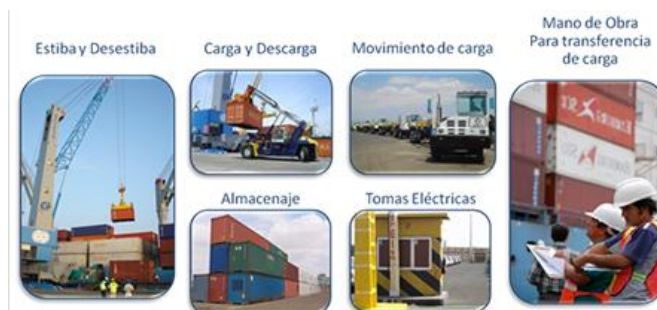 Estiba y Desestiba
Carga y Descarga
Movimiento de carga
Mano de Obra
Para transferencia
de carga
Almacenaje
Tomas Eléctricas